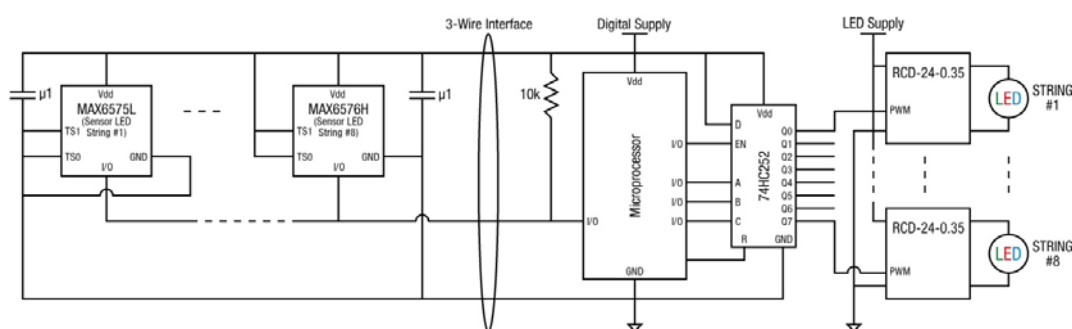 3-Wire Interface
Digital Supply
LED Supply
µ1
Vdd
MAX6575L
(Sensor LED
String #1)
TS1
TS0
GND
I/O
Vdd
MAX6576H
(Sensor LED
String #8)
TS1
TS0
GND
I/O
µ1
10k
Vdd
Microprocessor
I/O
I/O
I/O
I/O
I/O
GND
Vdd
74HC252
D
EN
A
B
C
R
GND
Q0
Q1
Q2
Q3
Q4
Q5
Q6
Q7
RCD-24-0.35
PWM
LED
STRING
#1
RCD-24-0.35
PWM
LED
STRING
#8